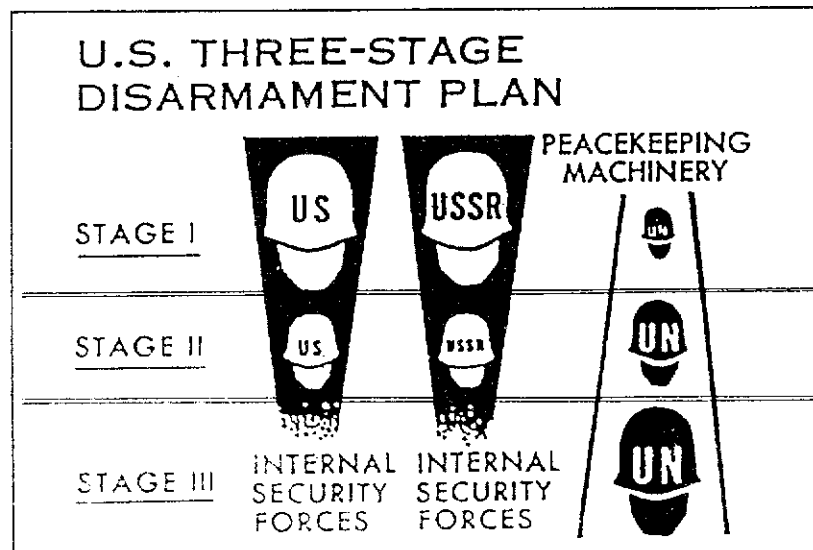 U.S. THREE-STAGE
DISARMAMENT PLAN
PEACEKEEPING
MACHINERY
STAGE I
US
USSR
UN
STAGE II
U.S.
USSR
UN
STAGE III
INTERNAL
SECURITY
FORCES
INTERNAL
SECURITY
FORCES
UN